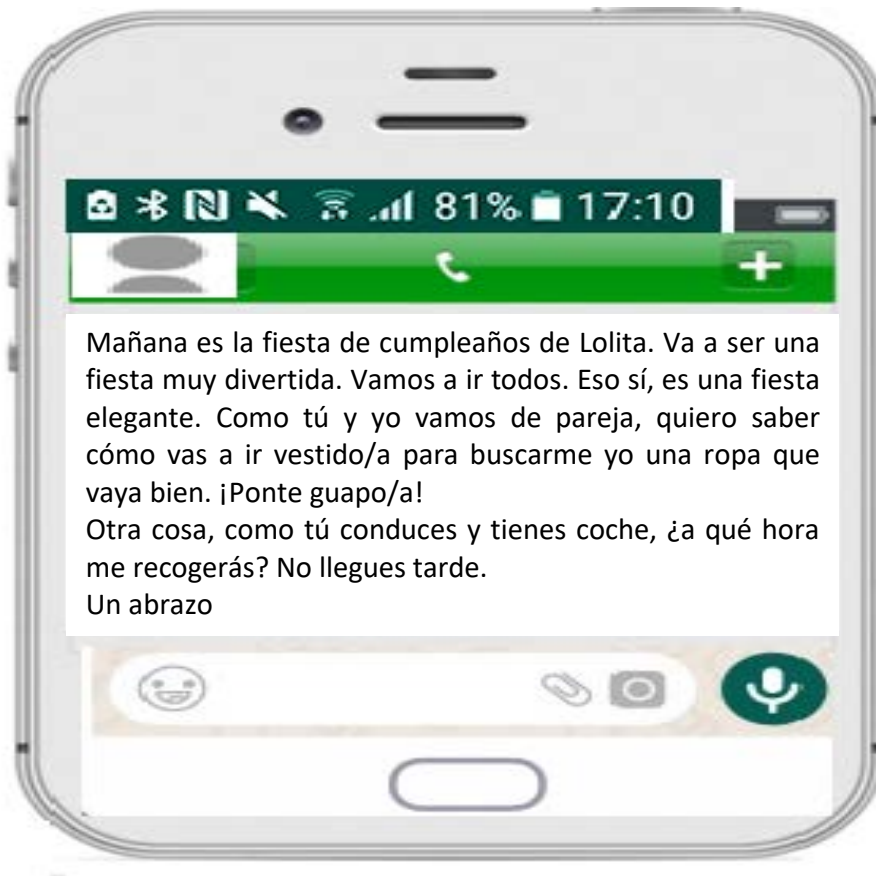 81% 17:10
Mañana es la fiesta de cumpleaños de Lolita. Va a ser una
fiesta muy divertida. Vamos a ir todos. Eso sí, es una fiesta
elegante. Como tú y yo vamos de pareja, quiero saber
cómo vas a ir vestido/a para buscarme yo una ropa que
vaya bien. ¡Ponte guapo/a!
Otra cosa, como tú conduces y tienes coche, ¿a qué hora
me recogerás? No llegues tarde.
Un abrazo